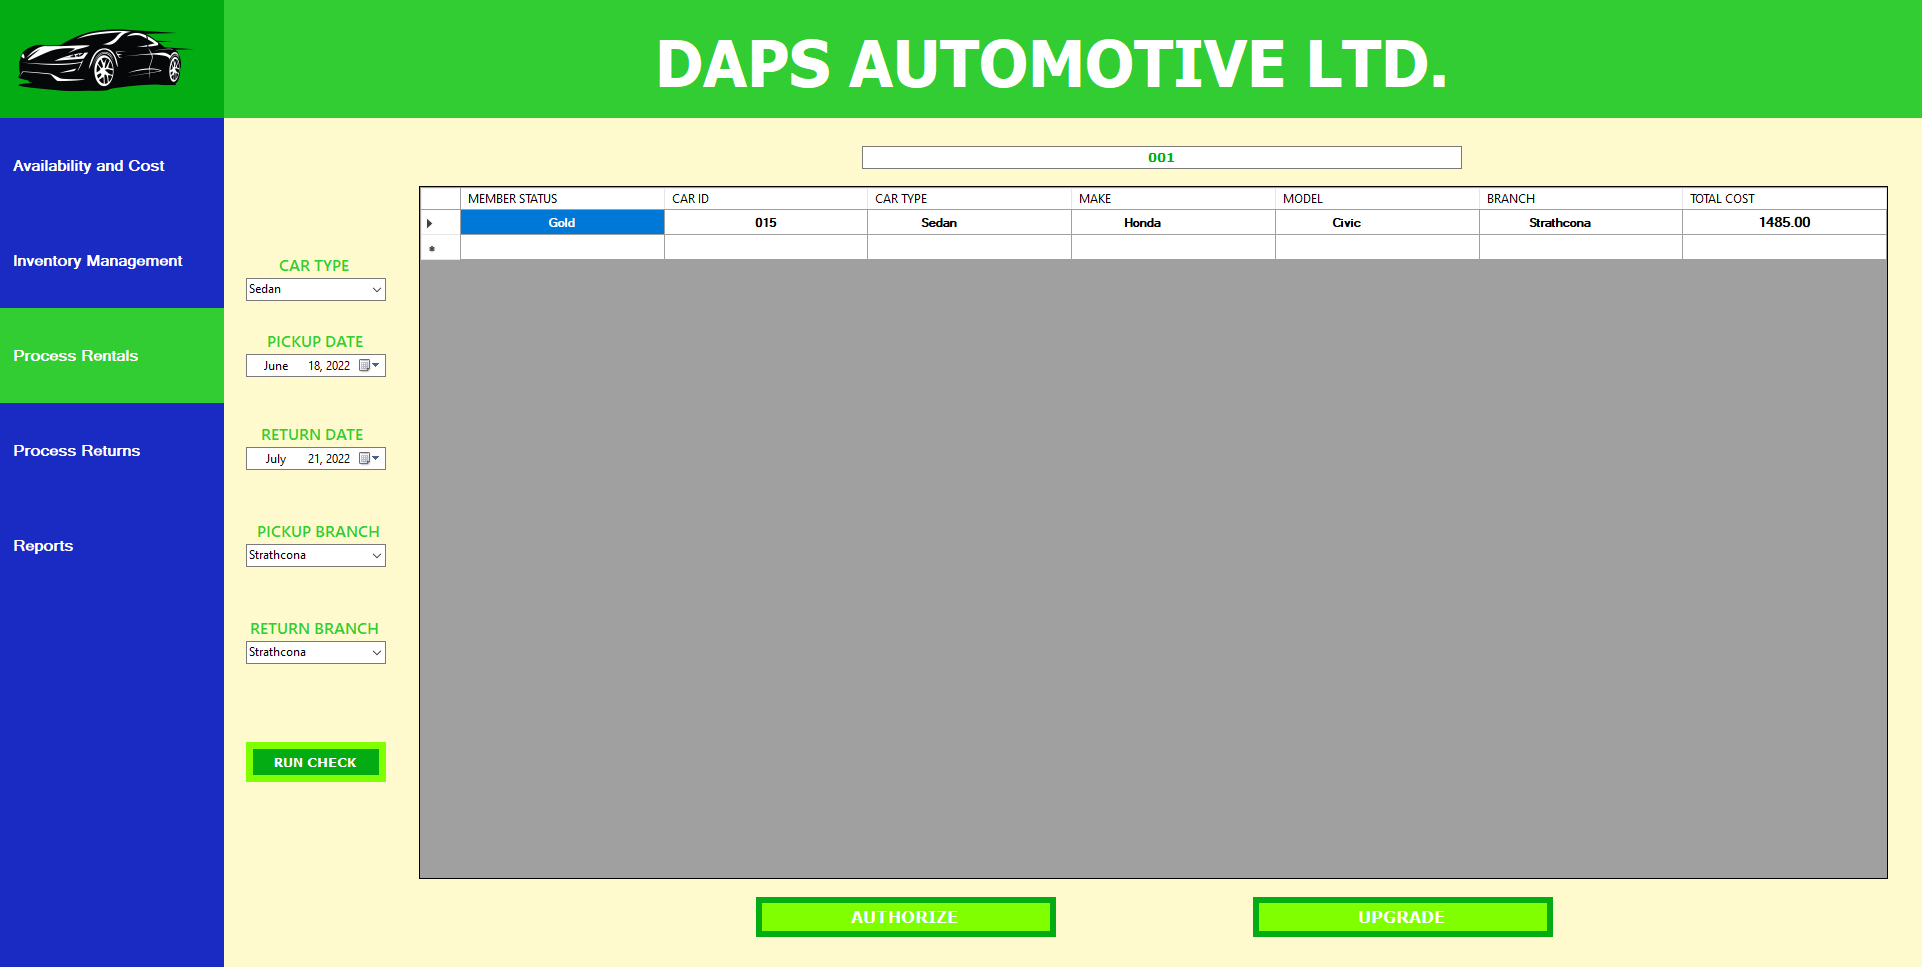 DAPS AUTOMOTIVE LTD.
Availability and Cost
Inventory Management
Process Rentals
Process Returns
Reports
001
CAR TYPE
Sedan
PICKUP DATE
June 18, 2022
RETURN DATE
July 21, 2022
PICKUP BRANCH
Strathcona
RETURN BRANCH
Strathcona
RUN CHECK
MEMBER STATUS CAR ID CAR TYPE MAKE MODEL BRANCH TOTAL COST
Gold 015 Sedan Honda Civic Strathcona 1485.00
AUTHORIZE UPGRADE